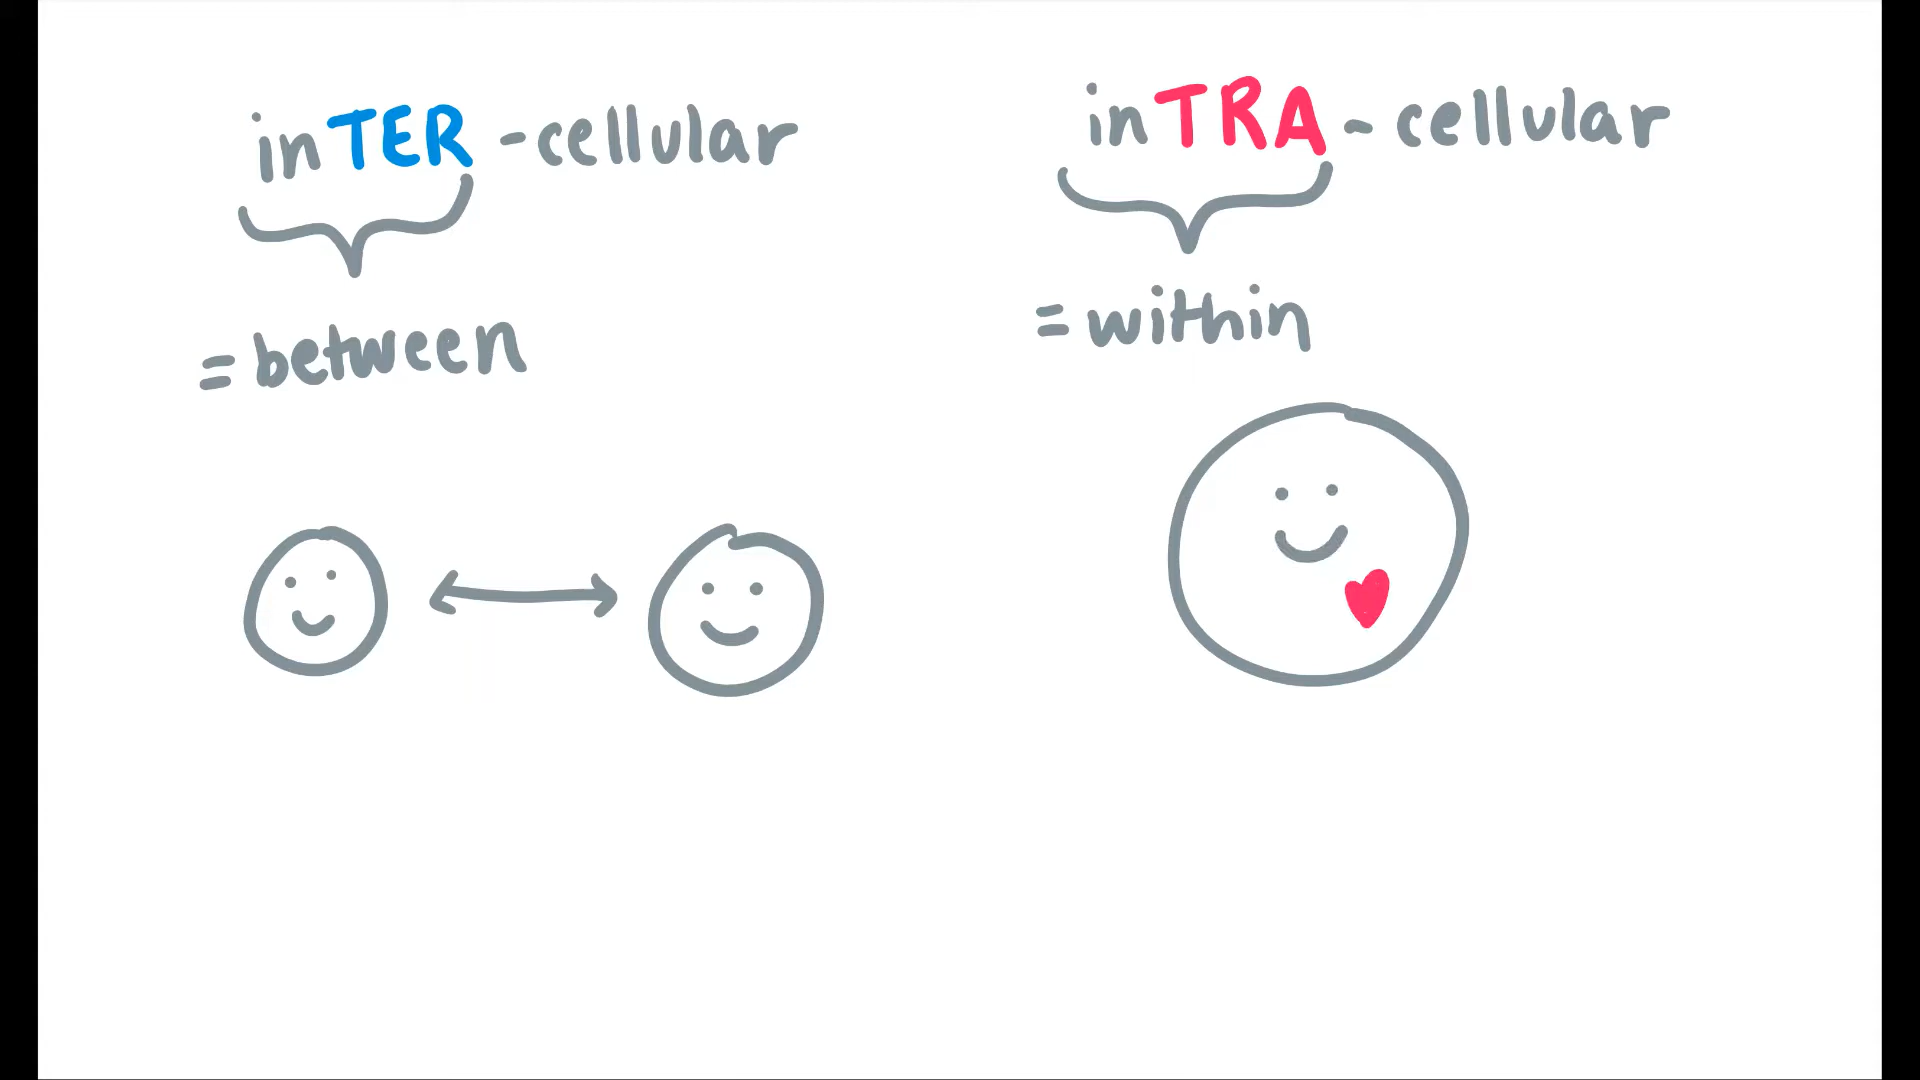 inTER-cellular
= between
inTRA-cellular
= within